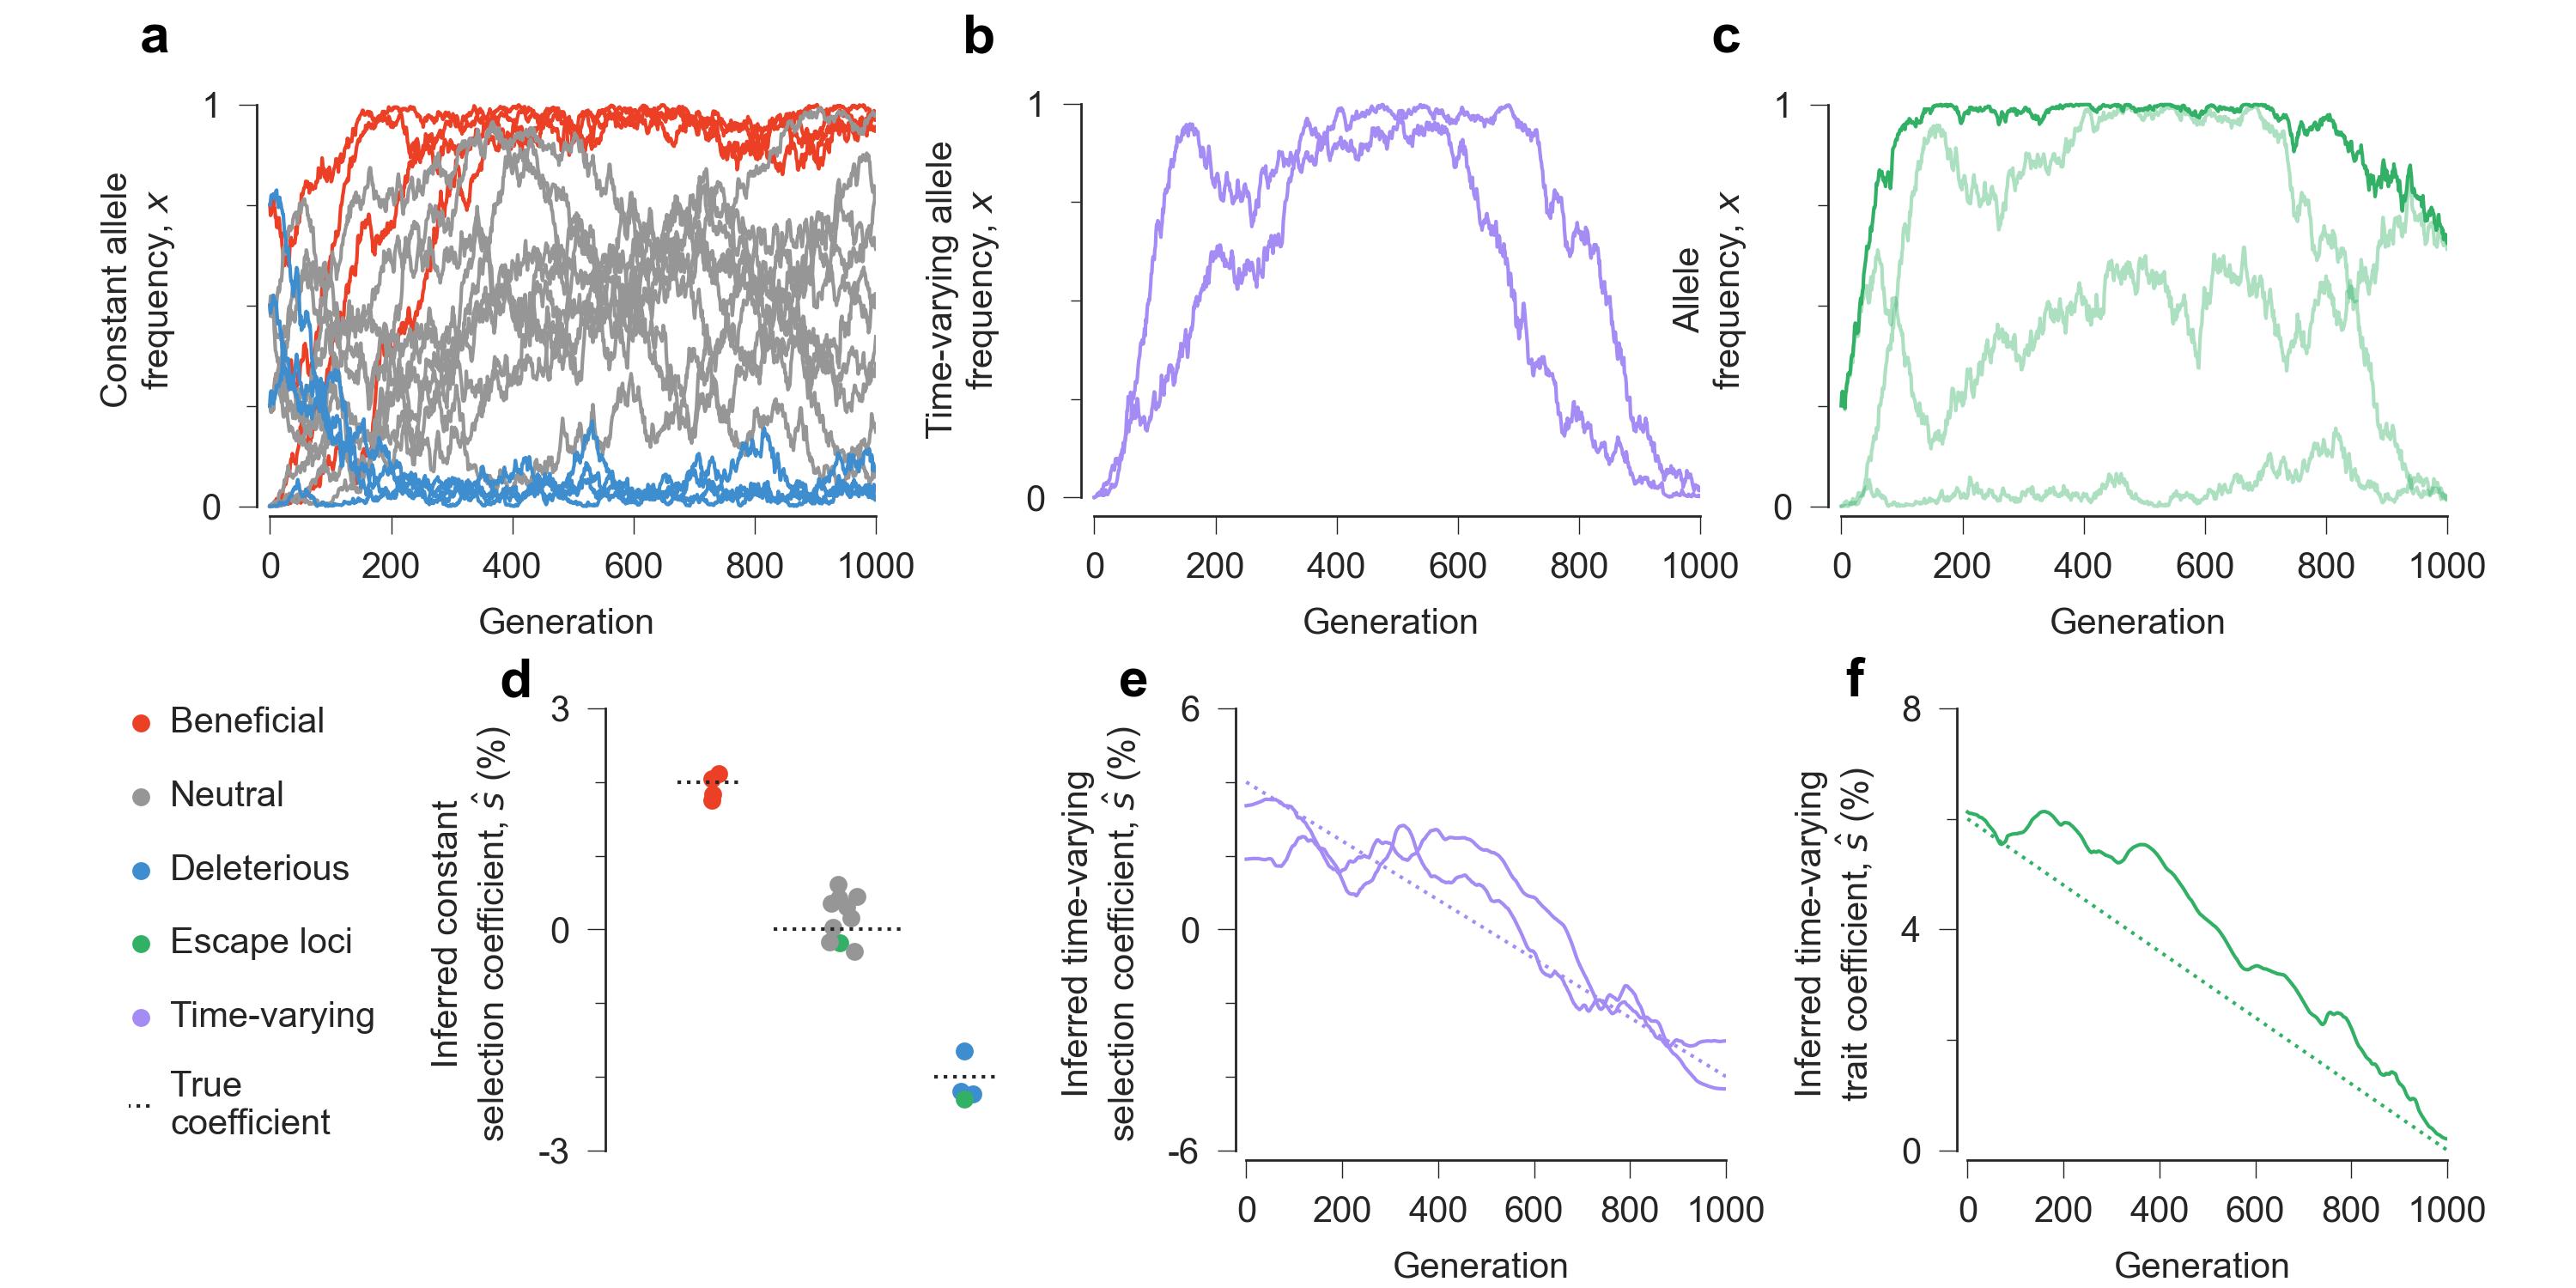 a
Constant allele
frequency, x
1
0
0 200 400 600 800 1000
Generation
b
Time-varying allele
frequency, x
1
0
0 200 400 600 800 1000
Generation
c
Allele
frequency, x
1
0
0 200 400 600 800 1000
Generation
Beneficial
Neutral
Deleterious
Escape loci
Time-varying
True
coefficient
d
Inferred constant
selection coefficient, ŝ (%)
3
0
-3
e
Inferred time-varying
selection coefficient, ŝ (%)
6
0
-6
0 200 400 600 800 1000
Generation
f
Inferred time-varying
trait coefficient, ŝ (%)
8
4
0
0 200 400 600 800 1000
Generation